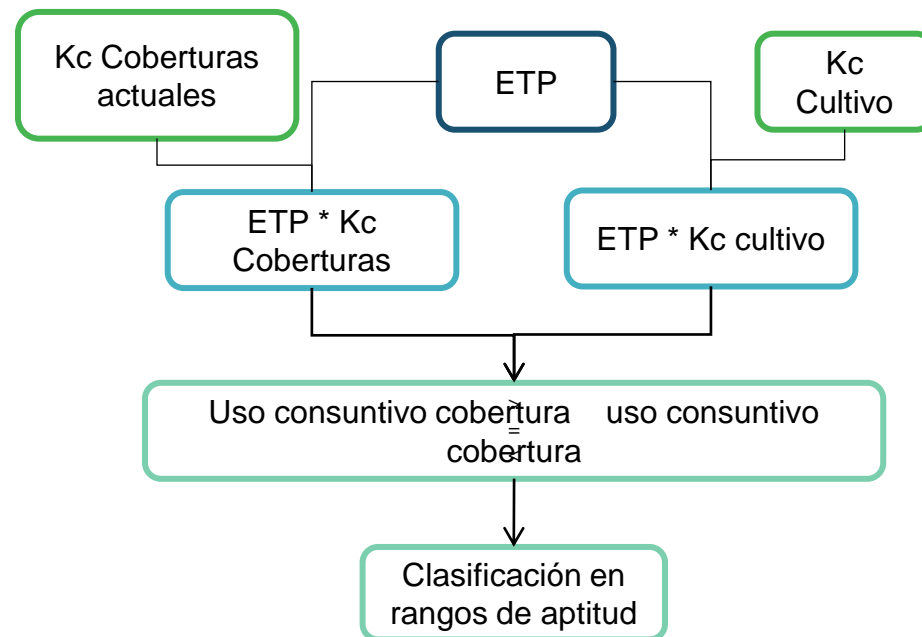 Kc Coberturas
actuales
ETP
Kc
Cultivo
ETP * Kc
Coberturas
ETP * Kc cultivo
Uso consuntivo cobertura > = < uso consuntivo
cobertura
Clasificación en
rangos de aptitud